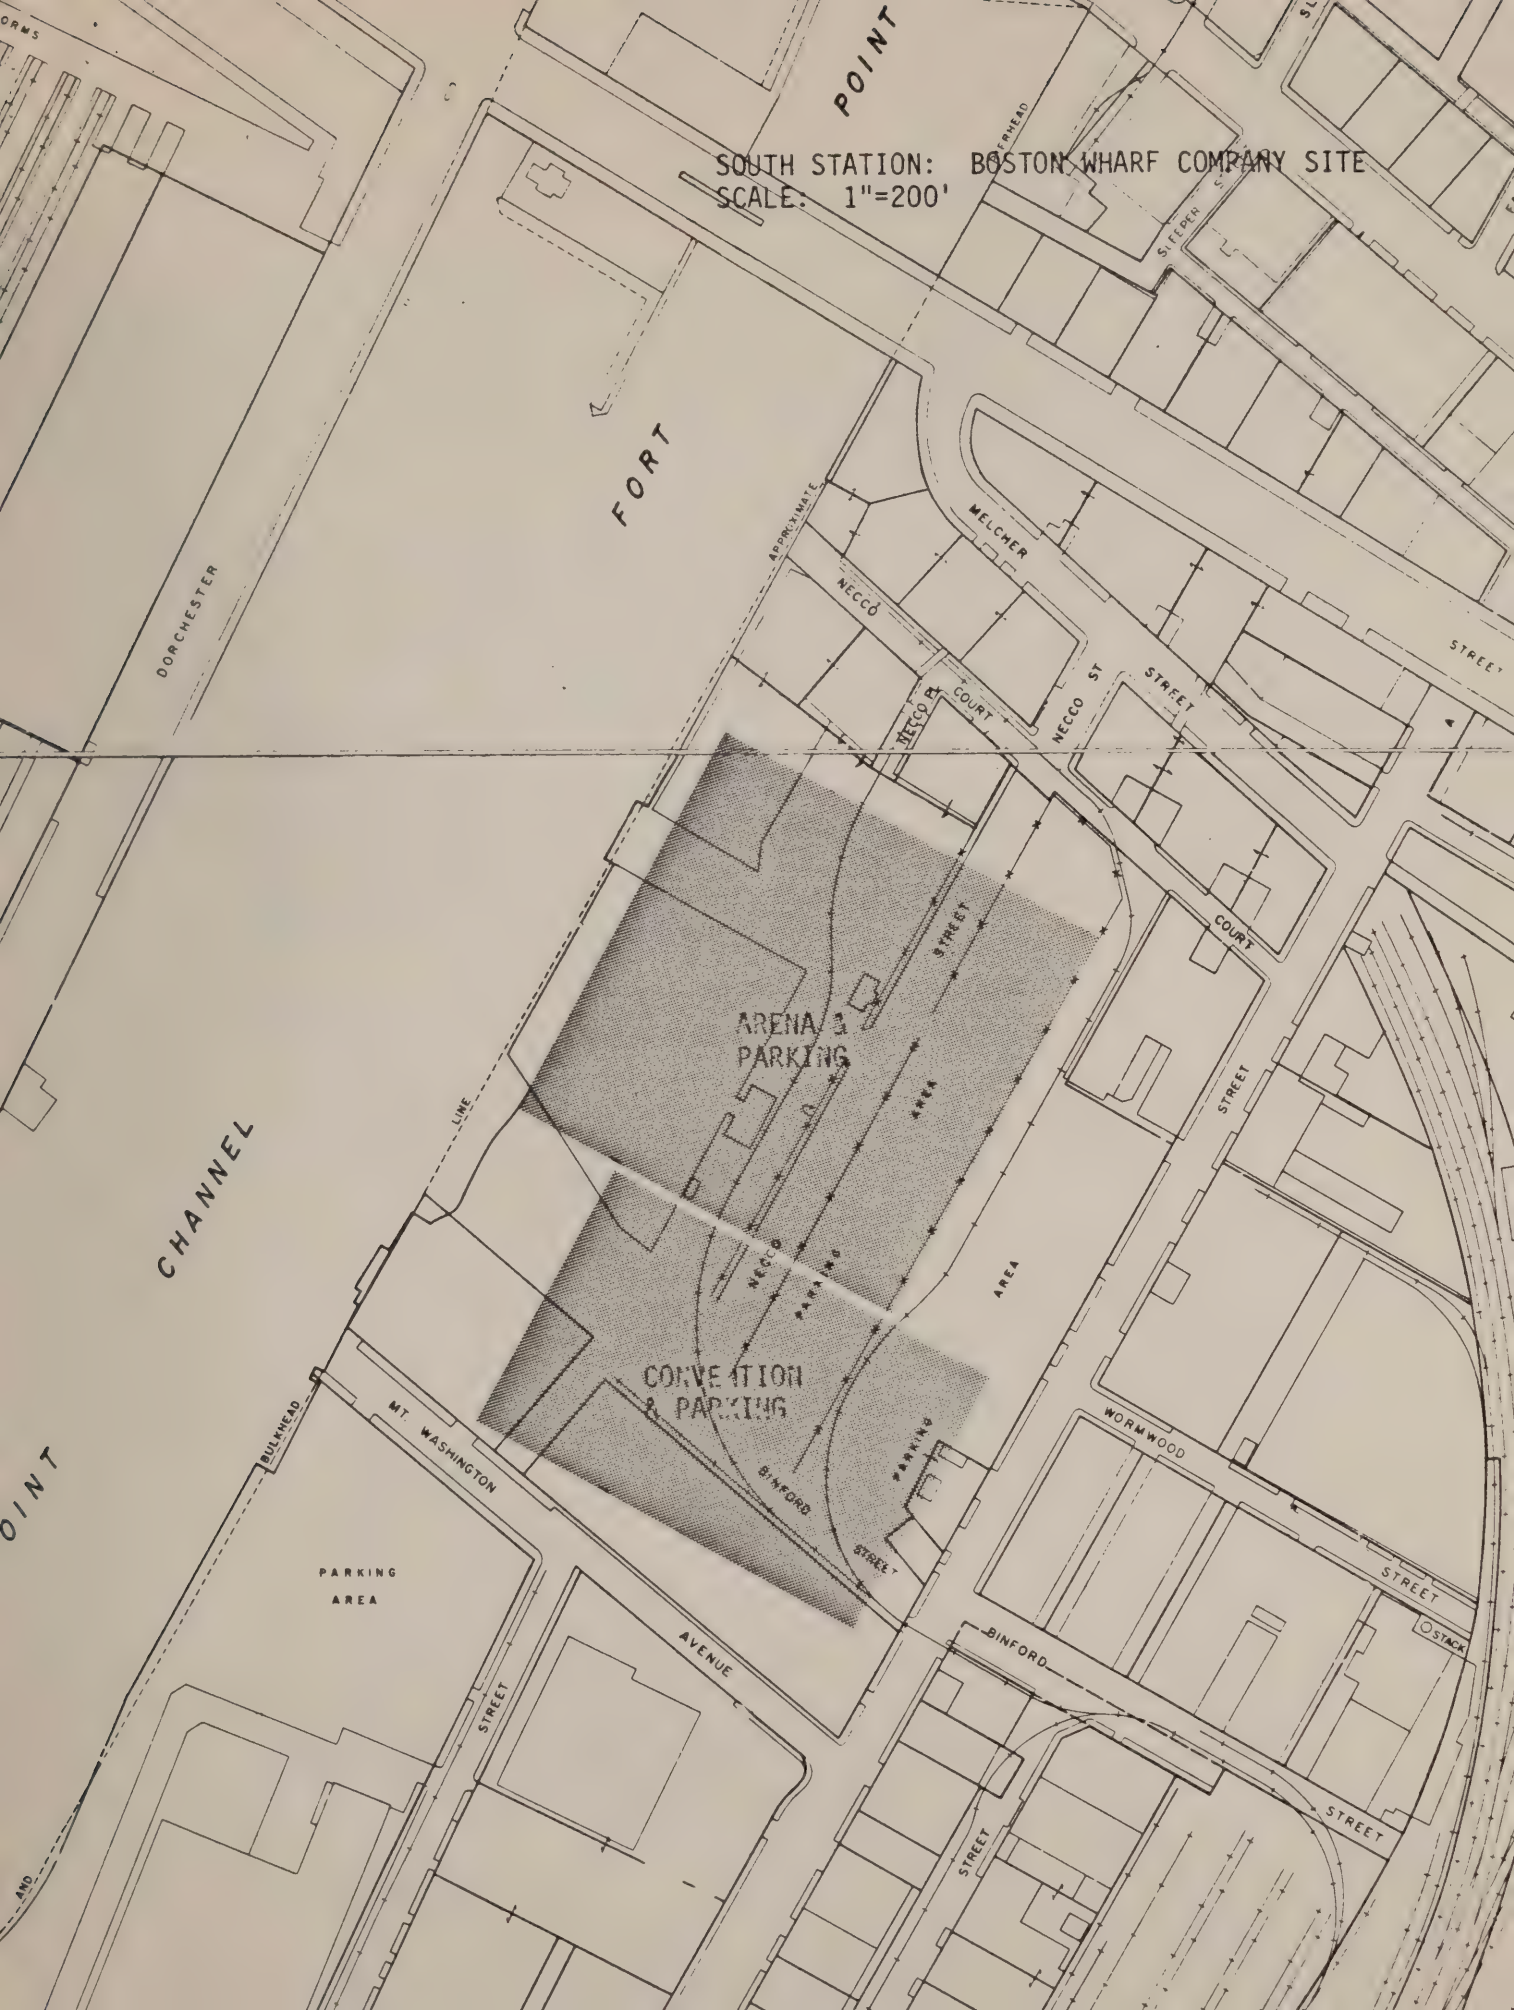 POINT
SOUTH STATION: BOSTON WHARF COMPANY SITE
SCALE: 1"=200'
SLEEPER
FORT
APPROXIMATE
MELCHER
STREET
DORCHESTER
NECCO
COURT
NECCO PL
NECCO ST
STREET
STREET
COURT
ARENA &
PARKING
AREA
STREET
LINE
CHANNEL
NECCO
PARKING
AREA
CONVENTION
& PARKING
PARKING
BINFORD
STREET
BULKHEAD
MT. WASHINGTON
AVENUE
WORMWOOD
STREET
STACK
PARKING
AREA
STREET
BINFORD
STREET
STREET
AND